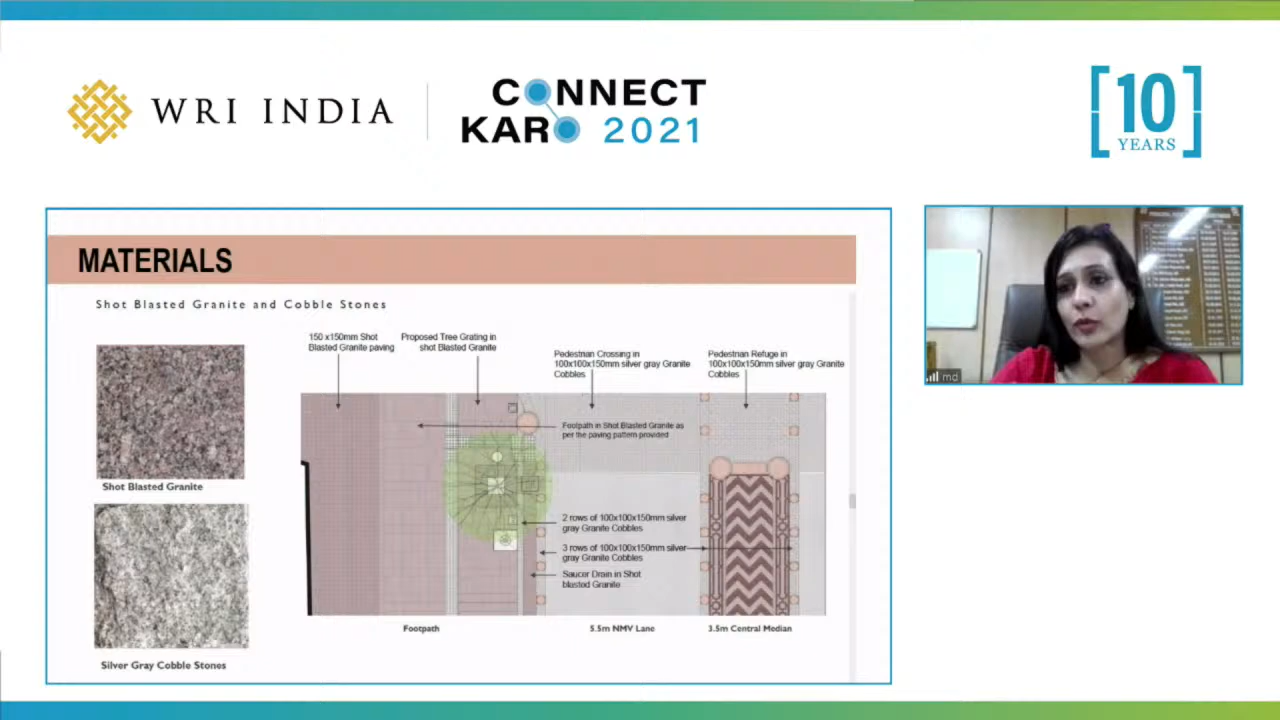 WRI INDIA
CONNECT
KARO 2021
10
YEARS
MATERIALS
Shot Blasted Granite and Cobble Stones
150 x150mm Shot
Blasted Granite paving
Proposed Tree Grating in
shot Blasted Granite
Pedestrian Crossing in
100x100x150mm silver gray Granite
Cobbles
Pedestrian Refuge in
100x100x150mm silver gray Granite
Cobbles
Footpath in Shot Blasted Granite as
per the paving pattern provided
Shot Blasted Granite
2 rows of 100x100x150mm silver
gray Granite Cobbles
3 rows of 100x100x150mm silver
gray Granite Cobbles
Saucer Drain in Shot
blasted Granite
Footpath
5.5m NMV Lane
3.5m Central Median
Silver Gray Cobble Stones
md